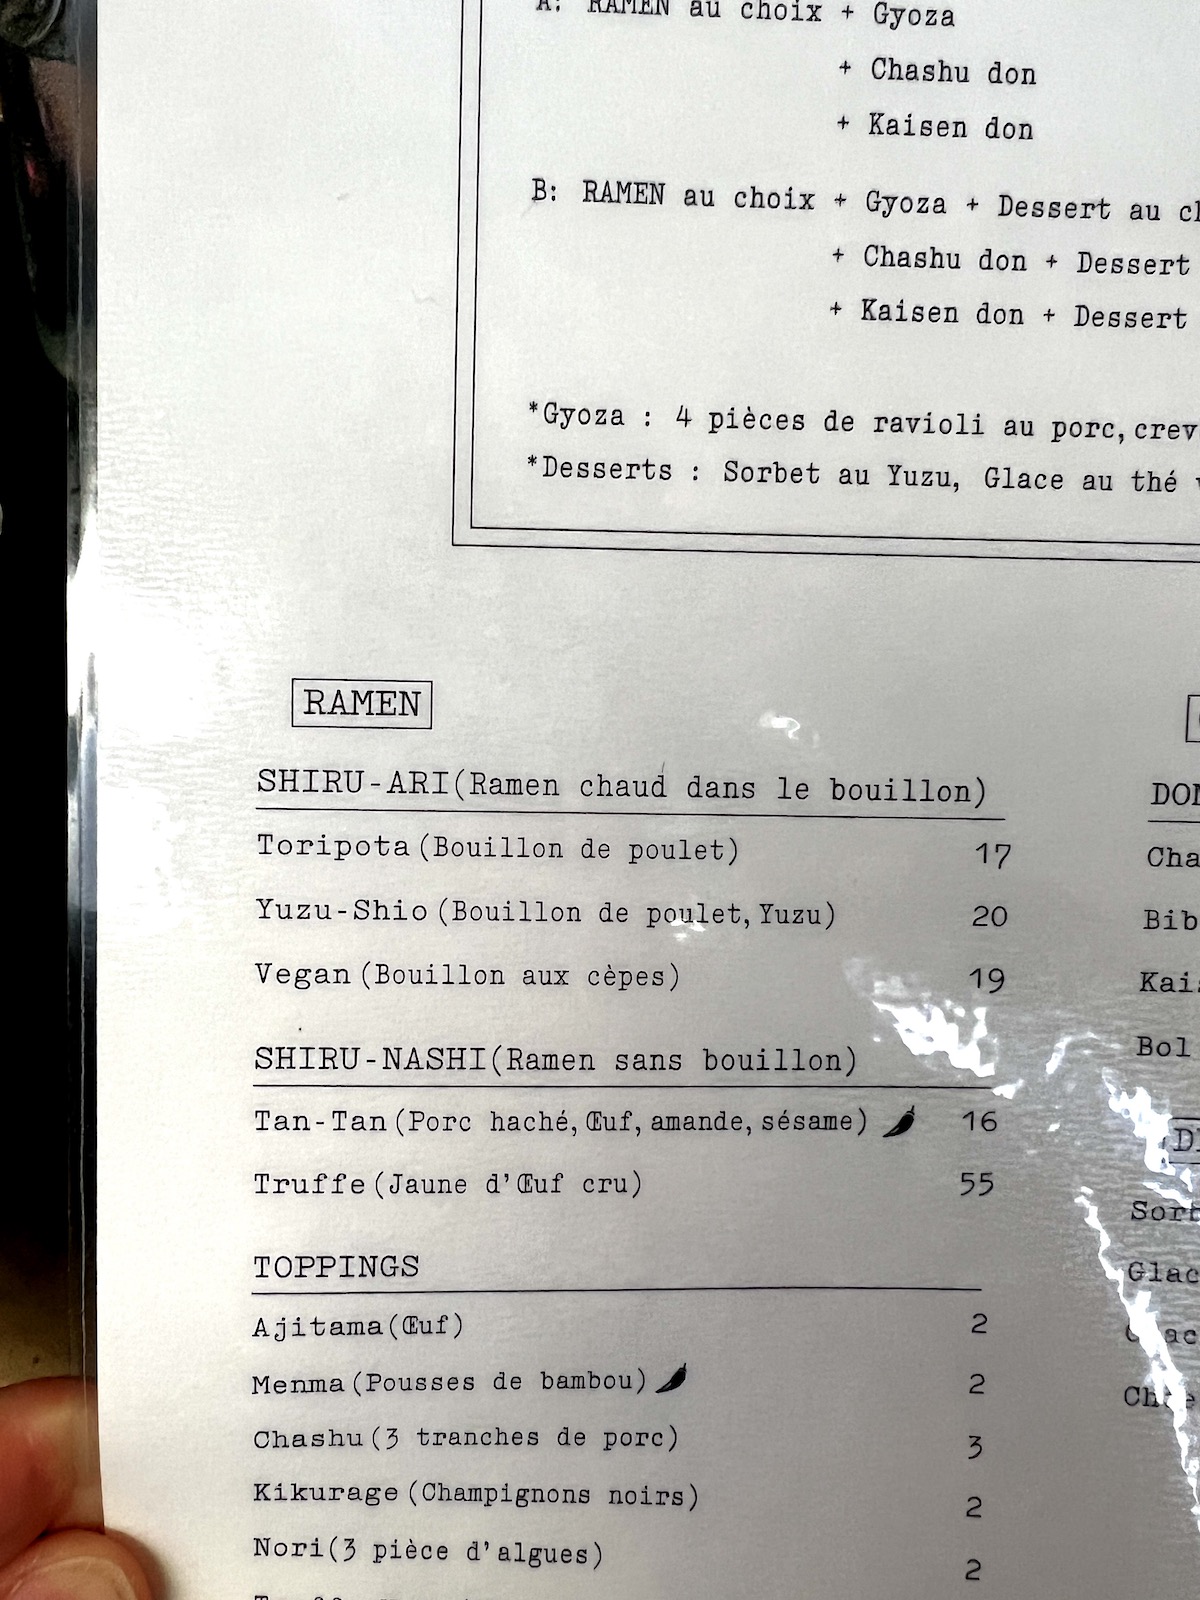 A: RAMEN au choix + Gyoza
+ Chashu don
+ Kaisen don
B: RAMEN au choix + Gyoza + Dessert au
+ Chashu don + Dessert
+ Kaisen don + Dessert
*Gyoza : 4 pièces de ravioli au porc,
*Desserts : Sorbet au Yuzu, Glace au thé
RAMEN
SHIRU-ARI(Ramen chaud dans le bouillon)
Toripota(Bouillon de poulet) 17
Yuzu-Shio(Bouillon de poulet,Yuzu) 20
Vegan(Bouillon aux cèpes) 19
SHIRU-NASHI(Ramen sans bouillon)
Tan-Tan(Porc haché,Œuf,amande,sésame) 16
Truffe(Jaune d'Œuf cru) 55
TOPPINGS
Ajitama(Œuf) 2
Menma(Pousses de bambou) 2
Chashu(3 tranches de porc) 3
Kikurage(Champignons noirs) 2
Nori(3 pièce d'algues) 2
Bol